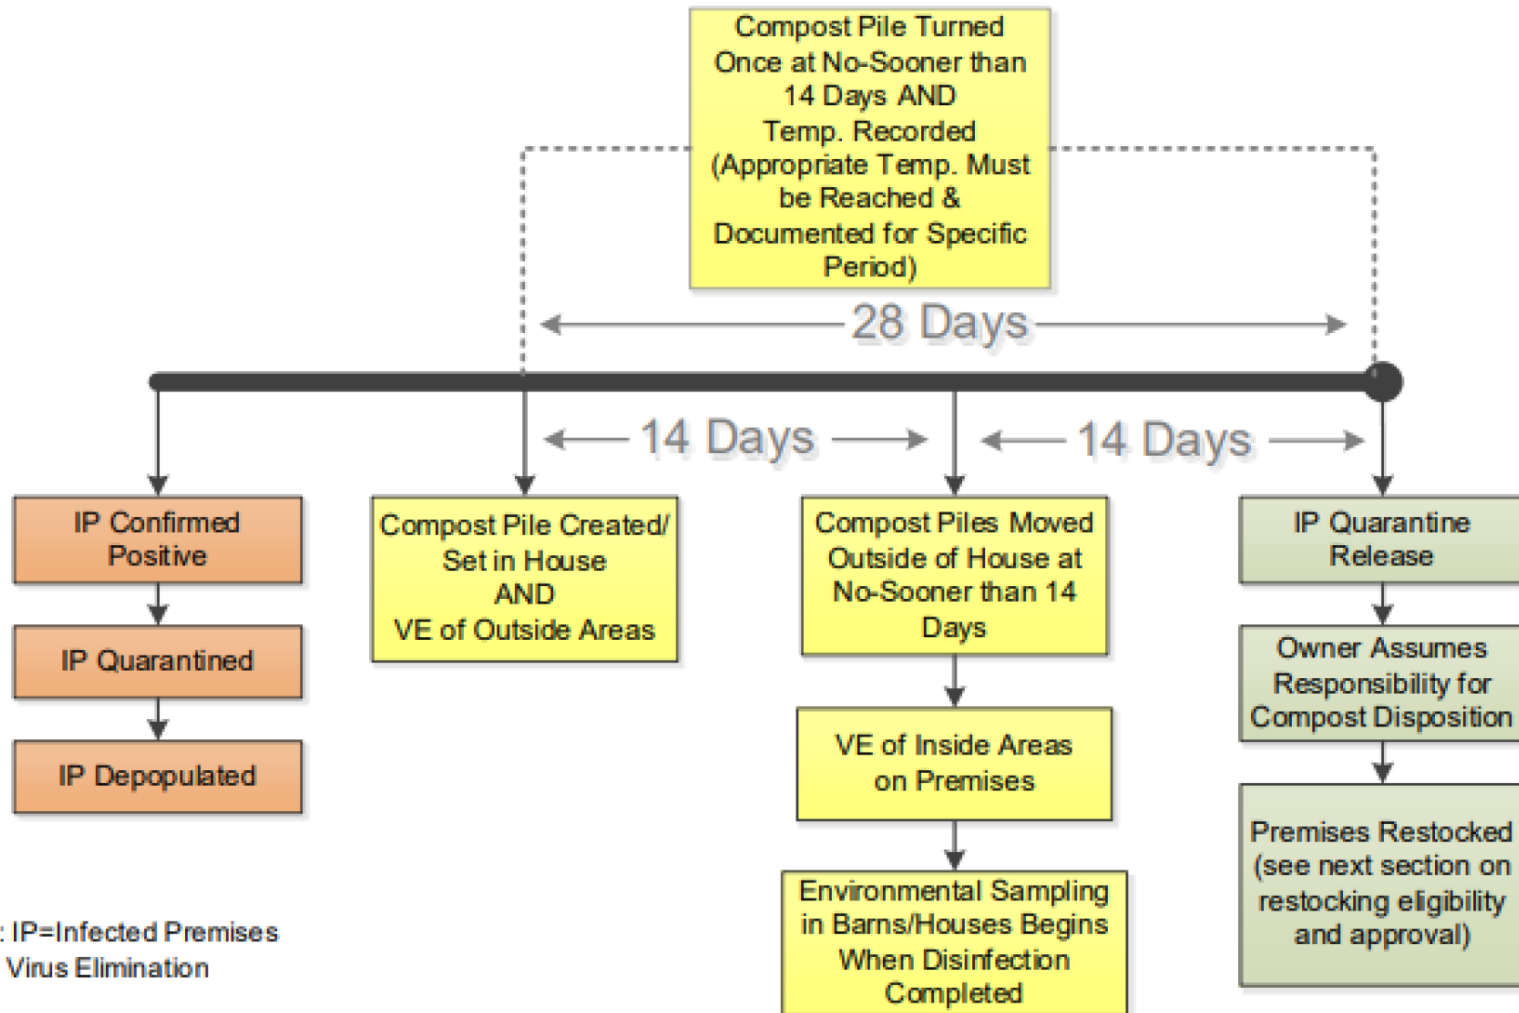 Compost Pile Turned
Once at No-Sooner than
14 Days AND
Temp. Recorded
(Appropriate Temp. Must
be Reached &
Documented for Specific
Period)
28 Days
14 Days
14 Days
IP Confirmed
Positive
IP Quarantined
IP Depopulated
Compost Pile Created/
Set in House
AND
VE of Outside Areas
Compost Piles Moved
Outside of House at
No-Sooner than 14
Days
VE of Inside Areas
on Premises
Environmental Sampling
in Barns/Houses Begins
When Disinfection
Completed
IP Quarantine
Release
Owner Assumes
Responsibility for
Compost Disposition
Premises Restocked
(see next section on
restocking eligibility
and approval)
: IP=Infected Premises
Virus Elimination